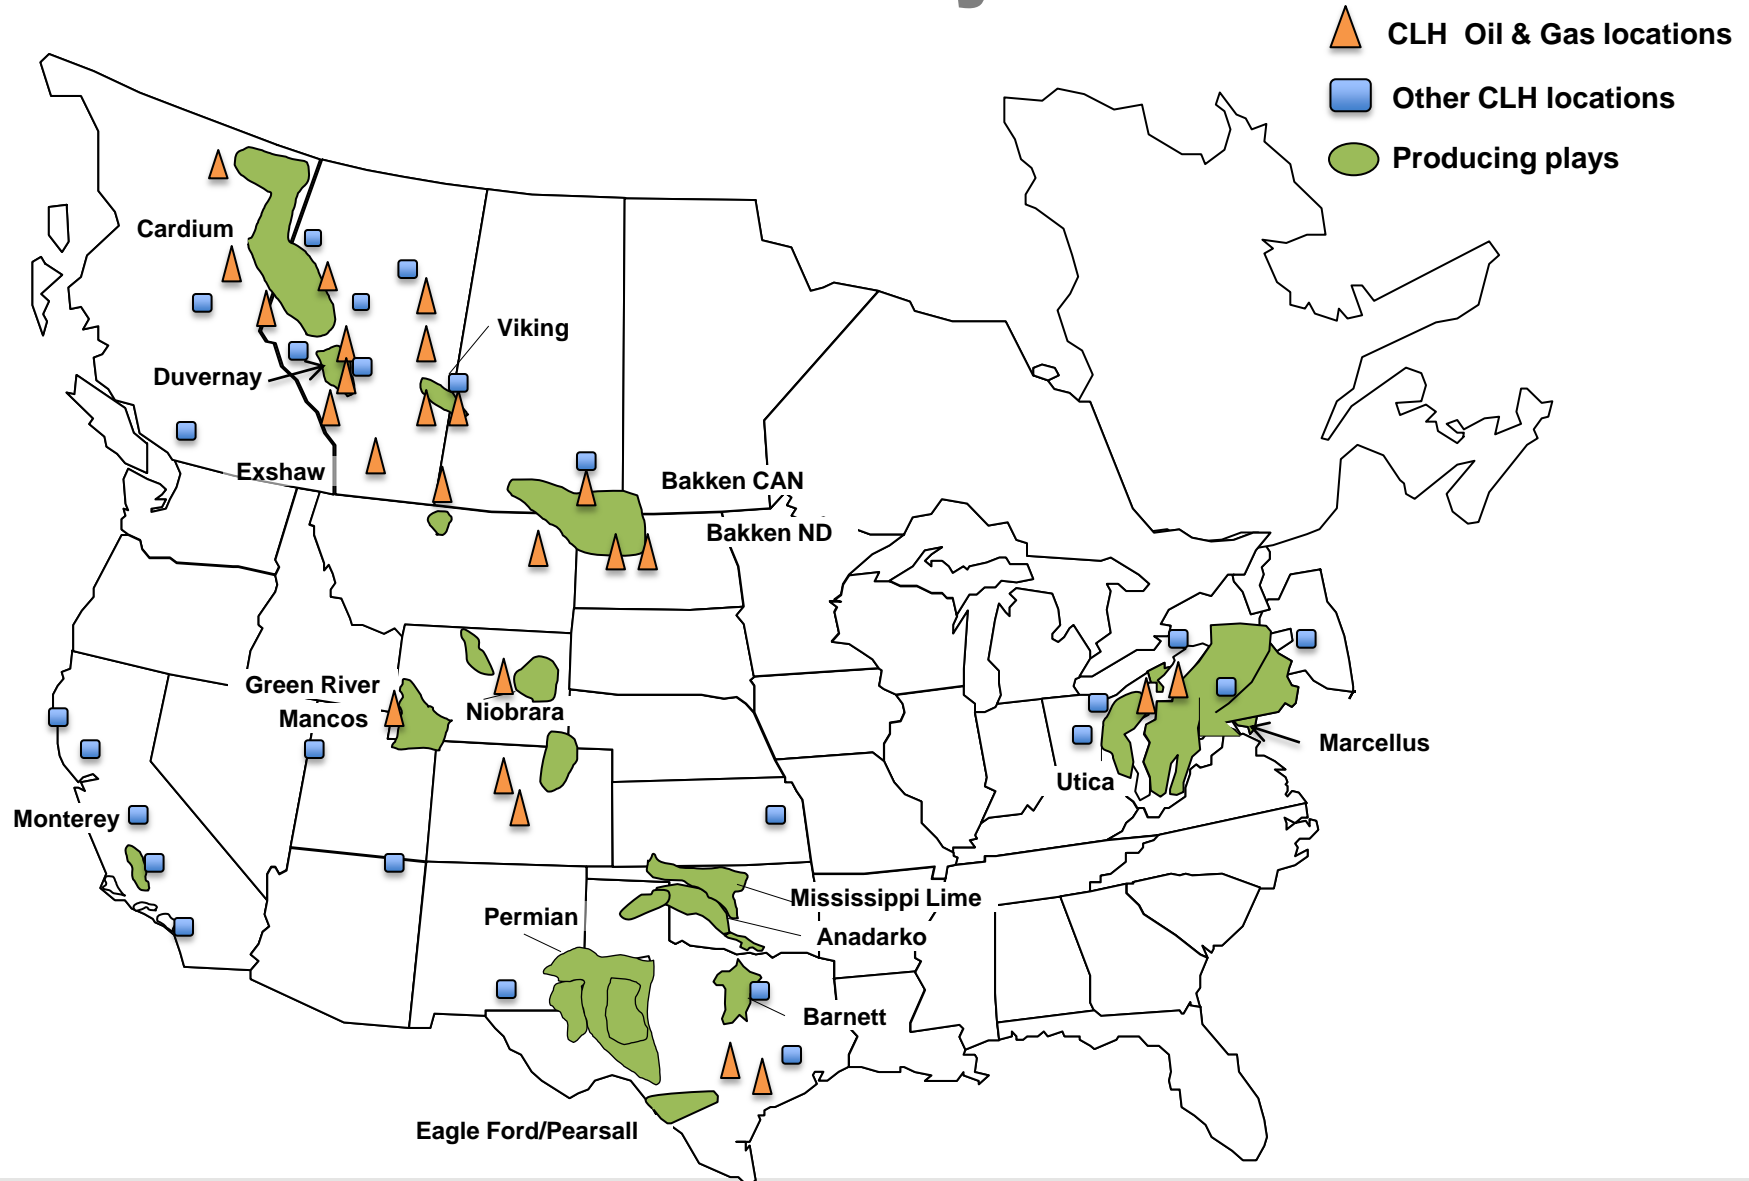 CLH Oil & Gas locations
Other CLH locations
Producing plays
Cardium
Viking
Duvernay
Exshaw
Bakken CAN
Bakken ND
Green River
Mancos
Niobrara
Marcellus
Utica
Monterey
Mississippi Lime
Permian
Anadarko
Barnett
Eagle Ford/Pearsall